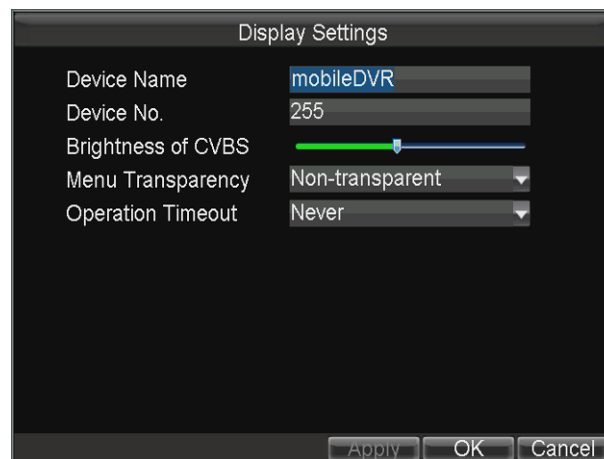 Display Settings
Device Name mobileDVR
Device No. 255
Brightness of CVBS
Menu Transparency Non-transparent
Operation Timeout Never
Apply OK Cancel